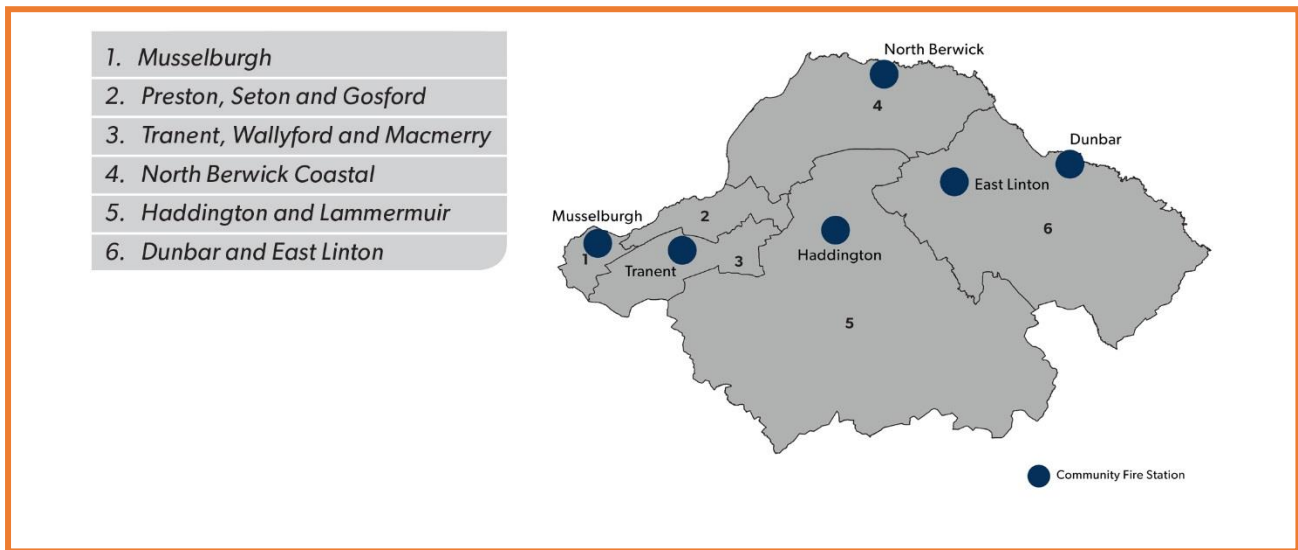 1. Musselburgh
2. Preston, Seton and Gosford
3. Tranent, Wallyford and Macmerry
4. North Berwick Coastal
5. Haddington and Lammermuir
6. Dunbar and East Linton
North Berwick
4
Dunbar
East Linton
Musselburgh
2
6
1
Tranent
3
Haddington
5
Community Fire Station